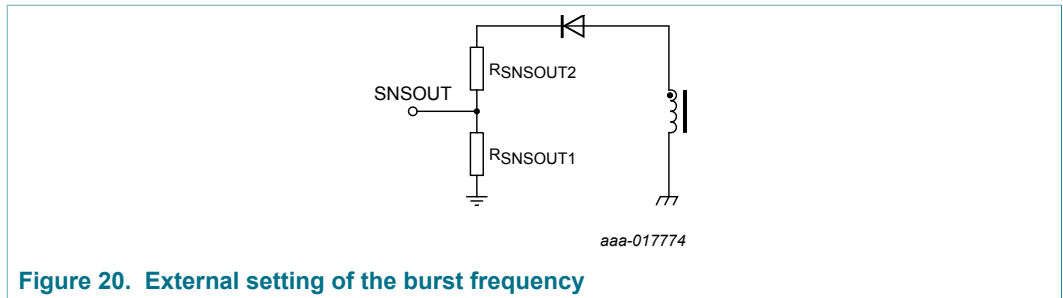 RSNSOUT2
SNSOUT
RSNSOUT1
aaa-017774
Figure 20. External setting of the burst frequency